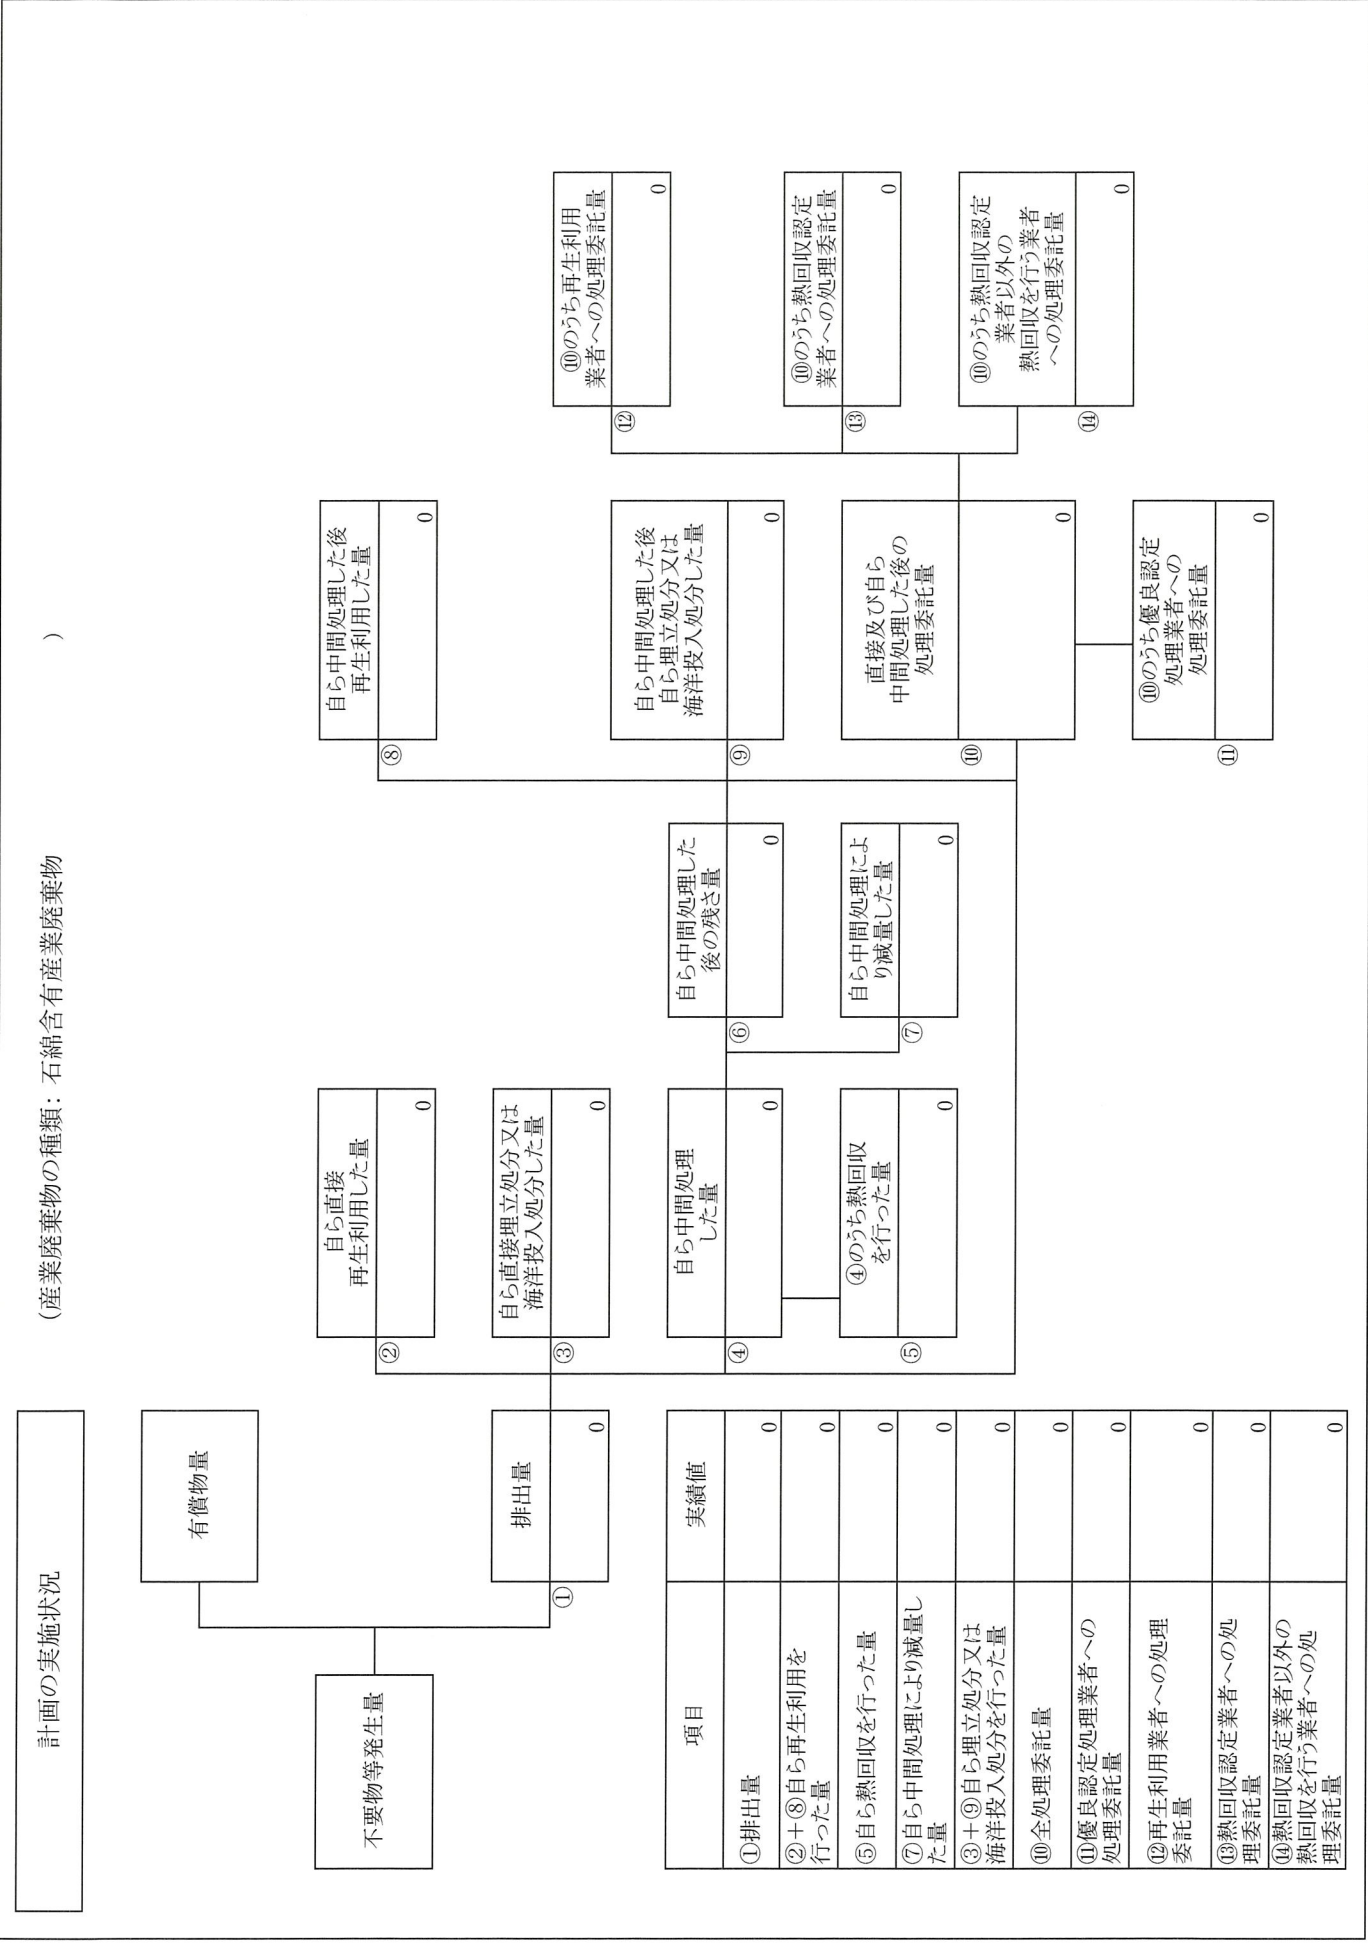 計画の実施状況
(産業廃棄物の種類： 石綿含有産業廃棄物 )
有償物量
不要物等発生量
①
排出量
0
②
自ら直接
再生利用した量
0
③
自ら直接埋立処分又は
海洋投入処分した量
0
④
自ら中間処理
した量
0
⑤
④のうち熱回収
を行った量
0
⑥
自ら中間処理した
後の残さ量
0
⑦
自ら中間処理によ
り減量した量
0
⑧
自ら中間処理した後
再生利用した量
0
⑨
自ら中間処理した後
自ら埋立処分又は
海洋投入処分した量
0
⑩
直接及び自ら
中間処理した後の
処理委託量
0
⑪
⑩のうち優良認定
処理業者への
処理委託量
0
⑫
⑩のうち再生利用
業者への処理委託量
0
⑬
⑩のうち熱回収認定
業者への処理委託量
0
⑭
⑩のうち熱回収認定
業者以外の
熱回収を行う業者
への処理委託量
0
項目 実績値
①排出量 0
②＋⑧自ら再生利用を
行った量 0
⑤自ら熱回収を行った量 0
⑦自ら中間処理により減量し
た量 0
③＋⑨自ら埋立処分又は
海洋投入処分を行った量 0
⑩全処理委託量 0
⑪優良認定処理業者への
処理委託量 0
⑫再生利用業者への処理
委託量 0
⑬熱回収認定業者への処
理委託量 0
⑭熱回収認定業者以外の
熱回収を行う業者への処
理委託量 0